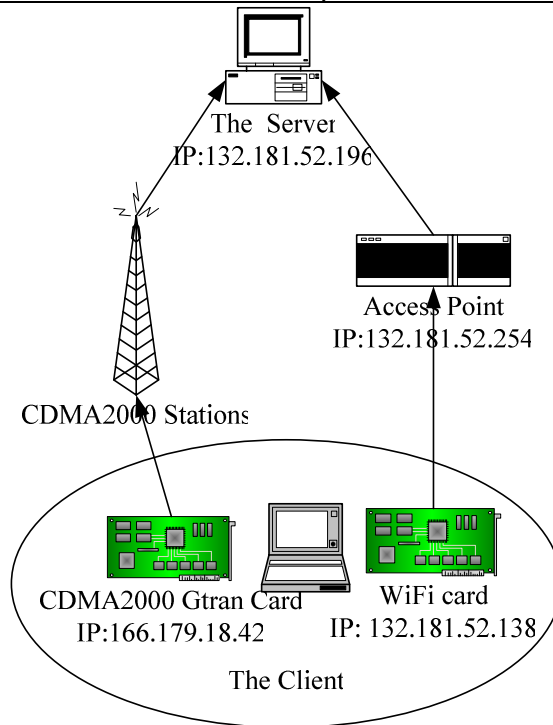 The Server
IP:132.181.52.196
Access Point
IP:132.181.52.254
CDMA2000 Stations
CDMA2000 Gtran Card
IP:166.179.18.42
WiFi card
IP: 132.181.52.138
The Client